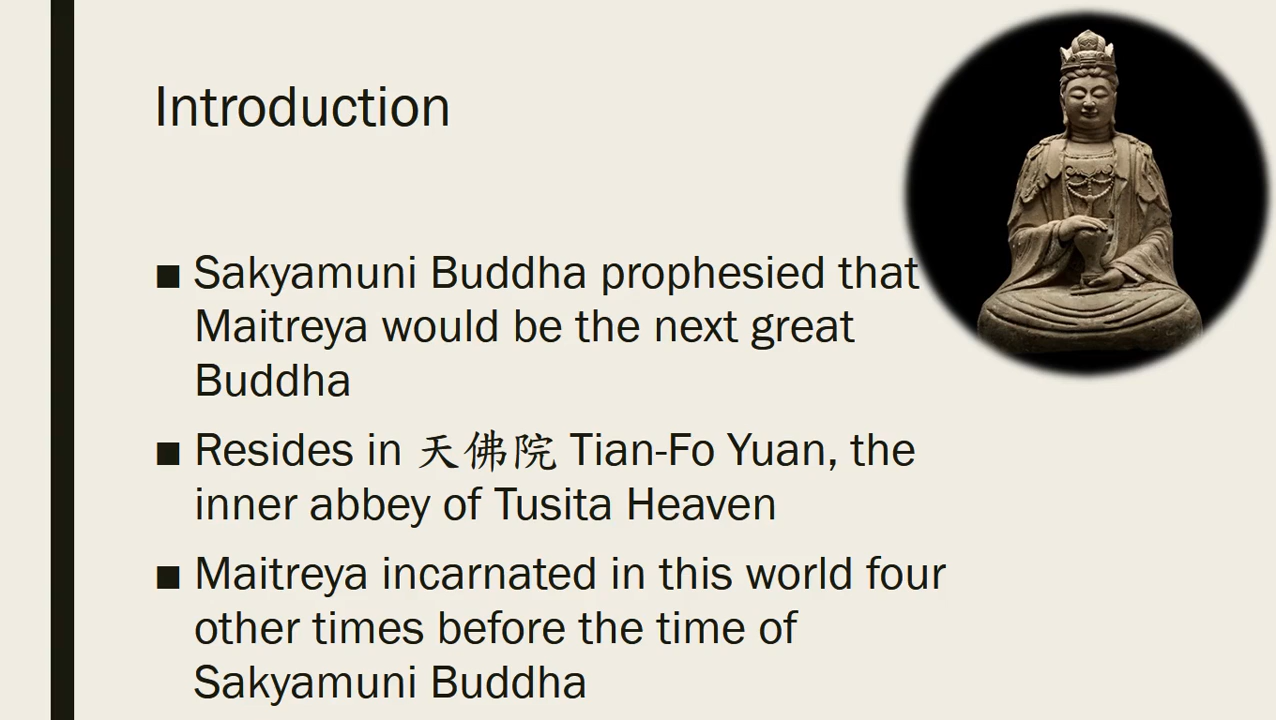 Introduction
■ Sakyamuni Buddha prophesied that
Maitreya would be the next great
Buddha
■ Resides in 天佛院 Tian-Fo Yuan, the
inner abbey of Tusita Heaven
■ Maitreya incarnated in this world four
other times before the time of
Sakyamuni Buddha